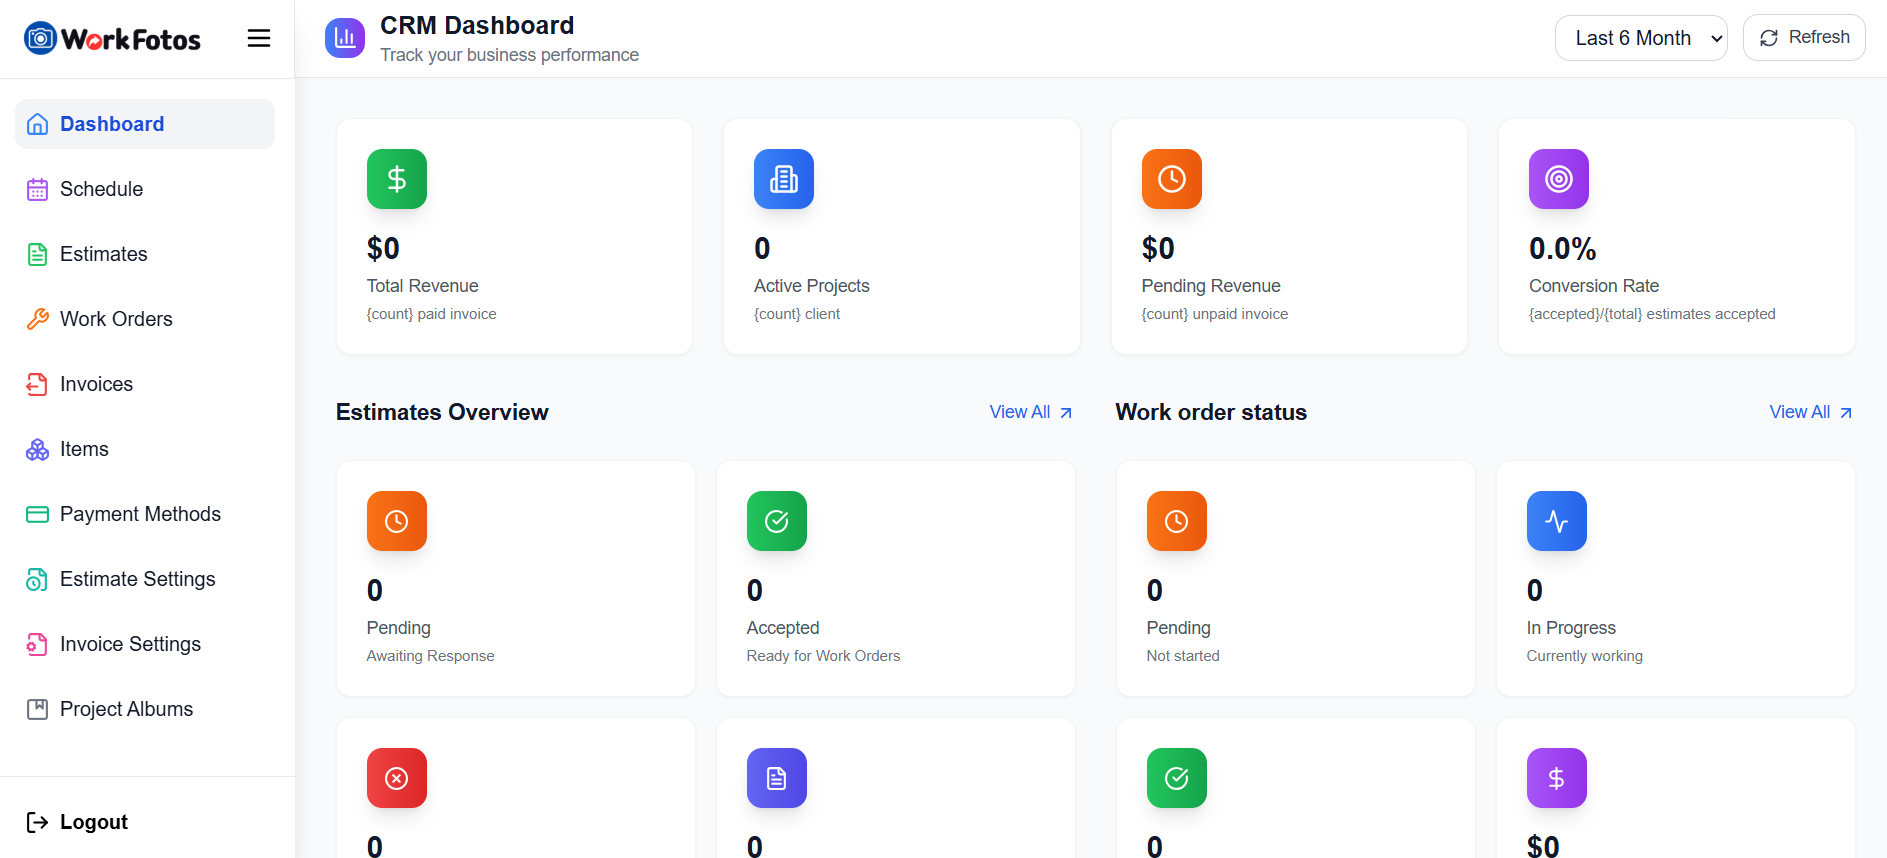 WorkFotos
CRM Dashboard
Track your business performance
Last 6 Month
Refresh
Dashboard
Schedule
Estimates
Work Orders
Invoices
Items
Payment Methods
Estimate Settings
Invoice Settings
Project Albums
Logout
$0
Total Revenue
{count} paid invoice
0
Active Projects
{count} client
$0
Pending Revenue
{count} unpaid invoice
0.0%
Conversion Rate
{accepted}/{total} estimates accepted
Estimates Overview
View All
0
Pending
Awaiting Response
0
Accepted
Ready for Work Orders
0
0
Work order status
View All
0
Pending
Not started
0
In Progress
Currently working
0
$0